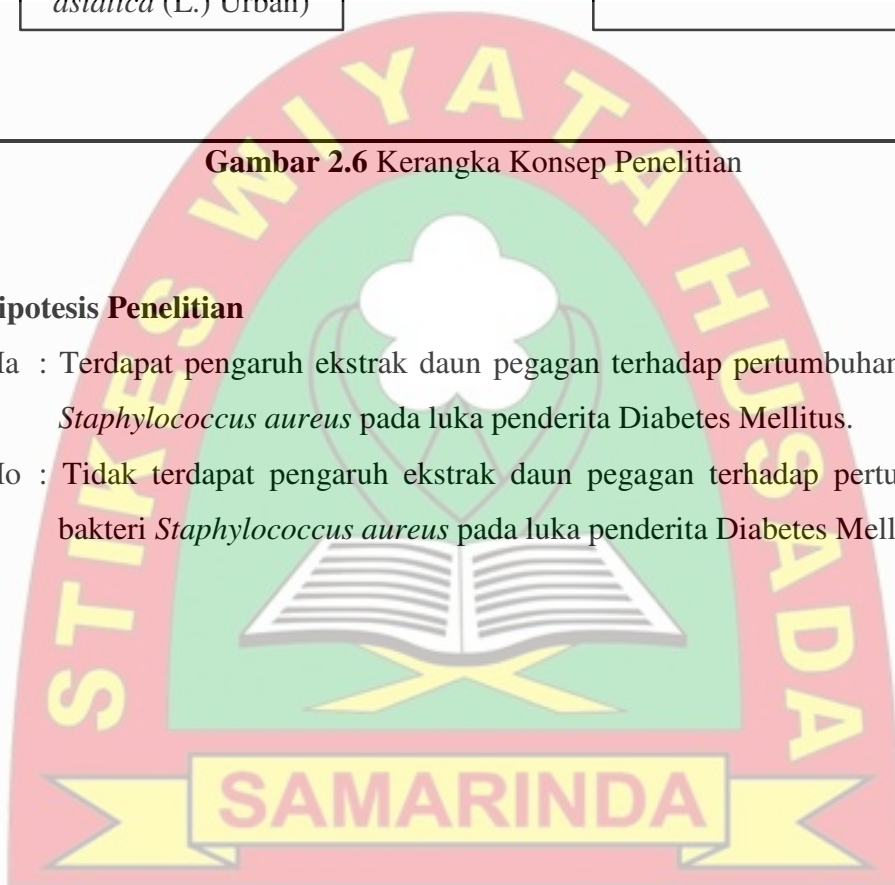 asiatica (L.) Urban)
Gambar 2.6 Kerangka Konsep Penelitian
ipotesis Penelitian
: Terdapat pengaruh ekstrak daun pegagan terhadap pertumbuhan
Staphylococcus aureus pada luka penderita Diabetes Mellitus.
: Tidak terdapat pengaruh ekstrak daun pegagan terhadap pertu
bakteri Staphylococcus aureus pada luka penderita Diabetes Mell
STIKES WIYATA HUSADA
SAMARINDA